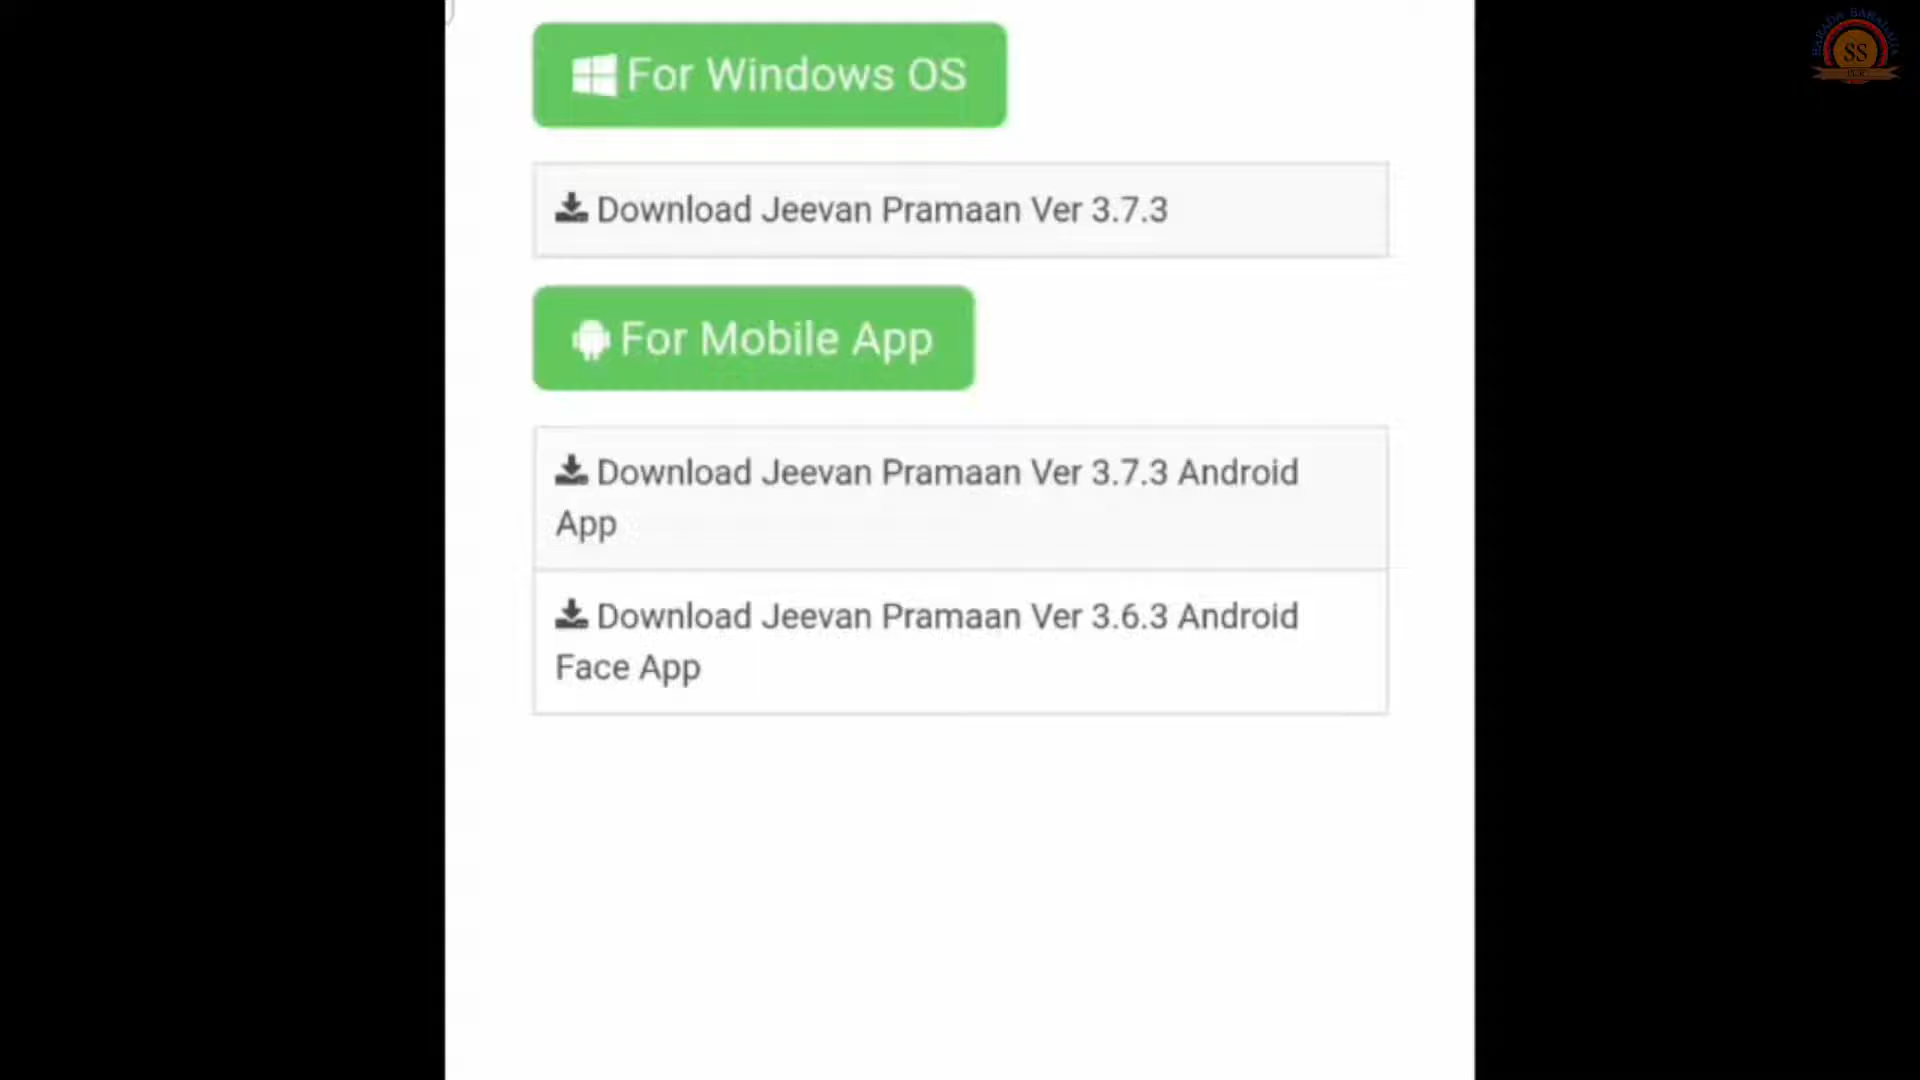 For Windows OS
Download Jeevan Pramaan Ver 3.7.3
For Mobile App
Download Jeevan Pramaan Ver 3.7.3 Android
App
Download Jeevan Pramaan Ver 3.6.3 Android
Face App
SS